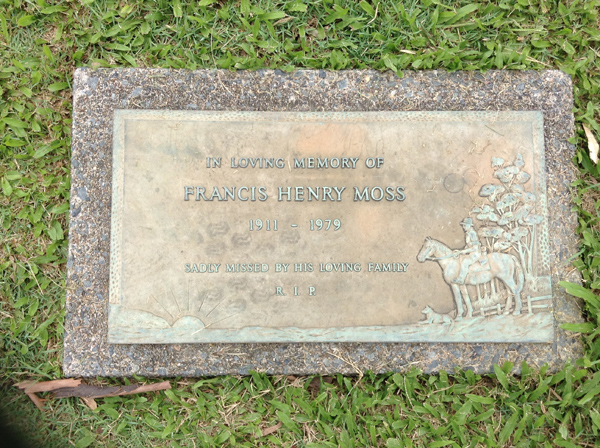 IN LOVING MEMORY OF
FRANCIS HENRY MOSS
1911 - 1979
SADLY MISSED BY HIS LOVING FAMILY
R. I. P.